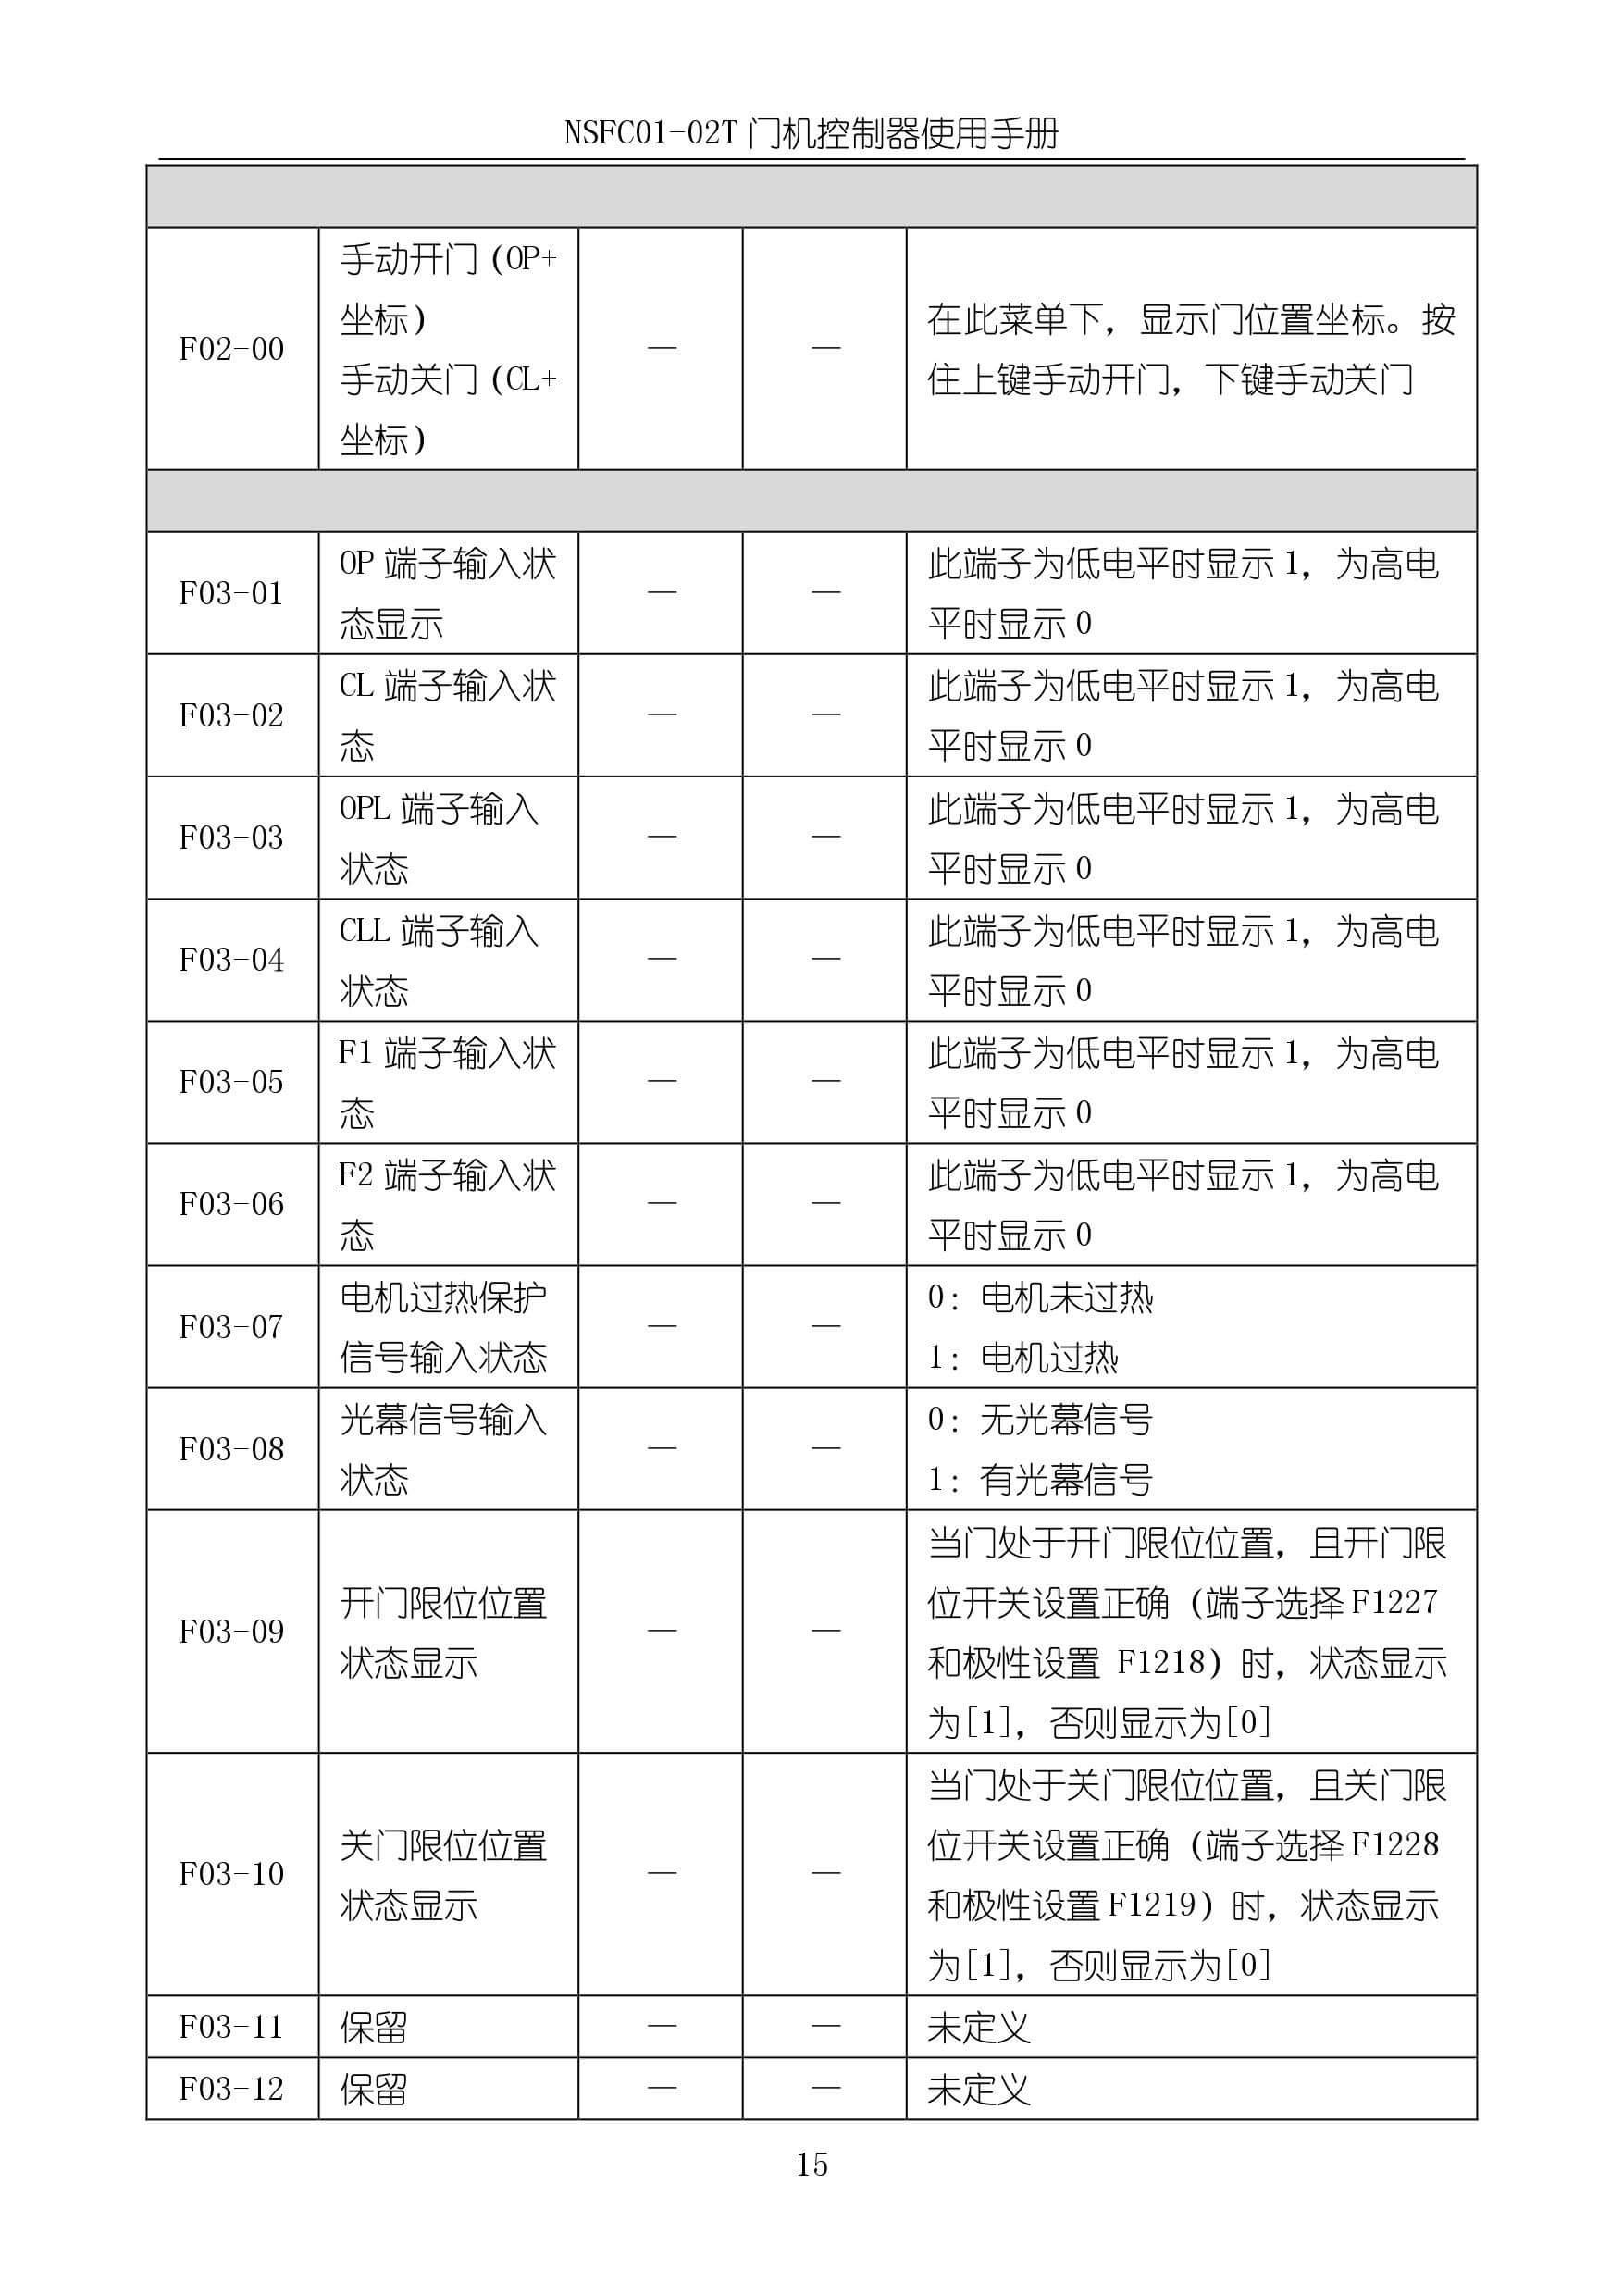 NSFC01-02T 门机控制器使用手册
手动开门（OP+
坐标）
手动关门（CL+
坐标）
F02-00
—
—
在此菜单下，显示门位置坐标。按
住上键手动开门，下键手动关门
F03-01
OP 端子输入状
态显示
—
—
此端子为低电平时显示 1，为高电
平时显示 0
F03-02
CL 端子输入状
态
—
—
此端子为低电平时显示 1，为高电
平时显示 0
F03-03
OPL 端子输入
状态
—
—
此端子为低电平时显示 1，为高电
平时显示 0
F03-04
CLL 端子输入
状态
—
—
此端子为低电平时显示 1，为高电
平时显示 0
F03-05
F1 端子输入状
态
—
—
此端子为低电平时显示 1，为高电
平时显示 0
F03-06
F2 端子输入状
态
—
—
此端子为低电平时显示 1，为高电
平时显示 0
F03-07
电机过热保护
信号输入状态
—
—
0：电机未过热
1：电机过热
F03-08
光幕信号输入
状态
—
—
0：无光幕信号
1：有光幕信号
F03-09
开门限位位置
状态显示
—
—
当门处于开门限位位置，且开门限
位开关设置正确（端子选择 F1227
和极性设置 F1218）时，状态显示
为[1]，否则显示为[0]
F03-10
关门限位位置
状态显示
—
—
当门处于关门限位位置，且关门限
位开关设置正确（端子选择 F1228
和极性设置 F1219）时，状态显示
为[1]，否则显示为[0]
F03-11
保留
—
—
未定义
F03-12
保留
—
—
未定义
15